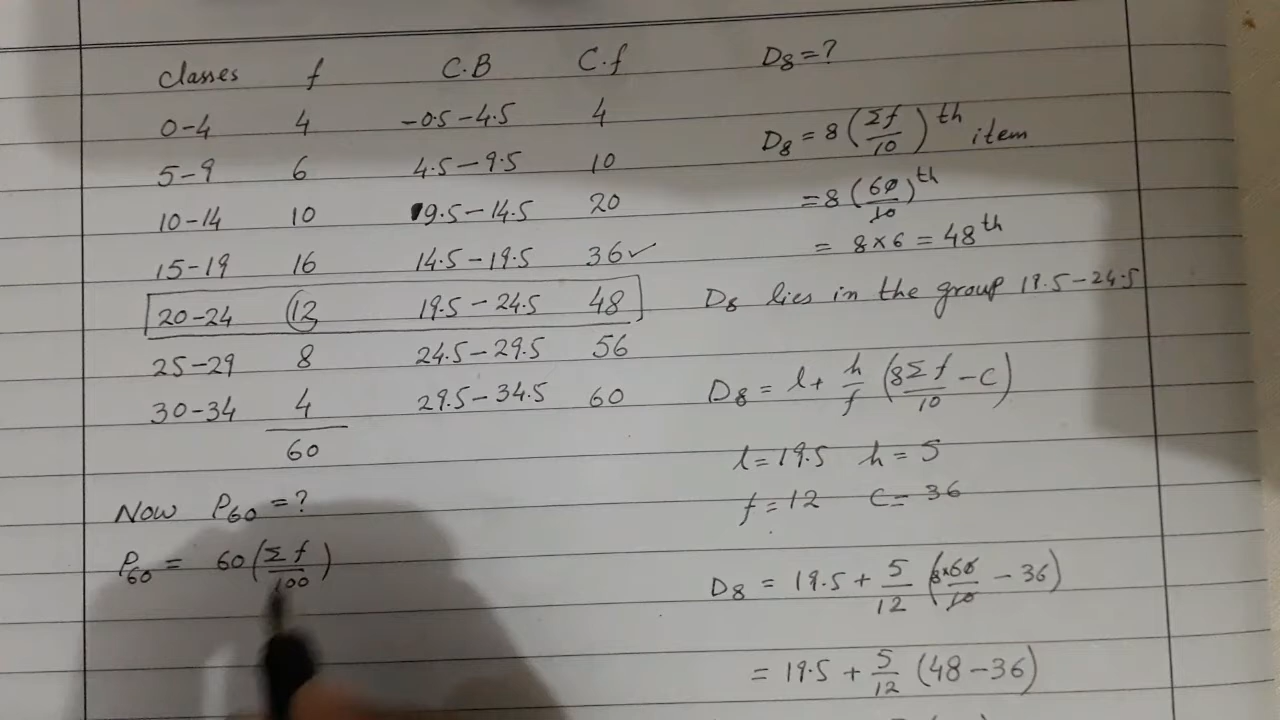 Classes f C.B C.f
0-4 4 -0.5-4.5 4
5-9 6 4.5-9.5 10
10-14 10 9.5-14.5 20
15-19 16 14.5-19.5 36✓
20-24 12 19.5-24.5 48
25-29 8 24.5-29.5 56
30-34 4 29.5-34.5 60
60
Now P60 = ?
P60 = 60(Σf/100)
D8 = ?
D8 = 8(Σf/10)th item
= 8(60/10)th
= 8×6 = 48th
D8 lies in the group 19.5-24.5
D8 = l + h/f (8Σf/10 - C)
l = 19.5 h = 5
f = 12 C = 36
D8 = 19.5 + 5/12 (8×60/10 - 36)
= 19.5 + 5/12 (48-36)